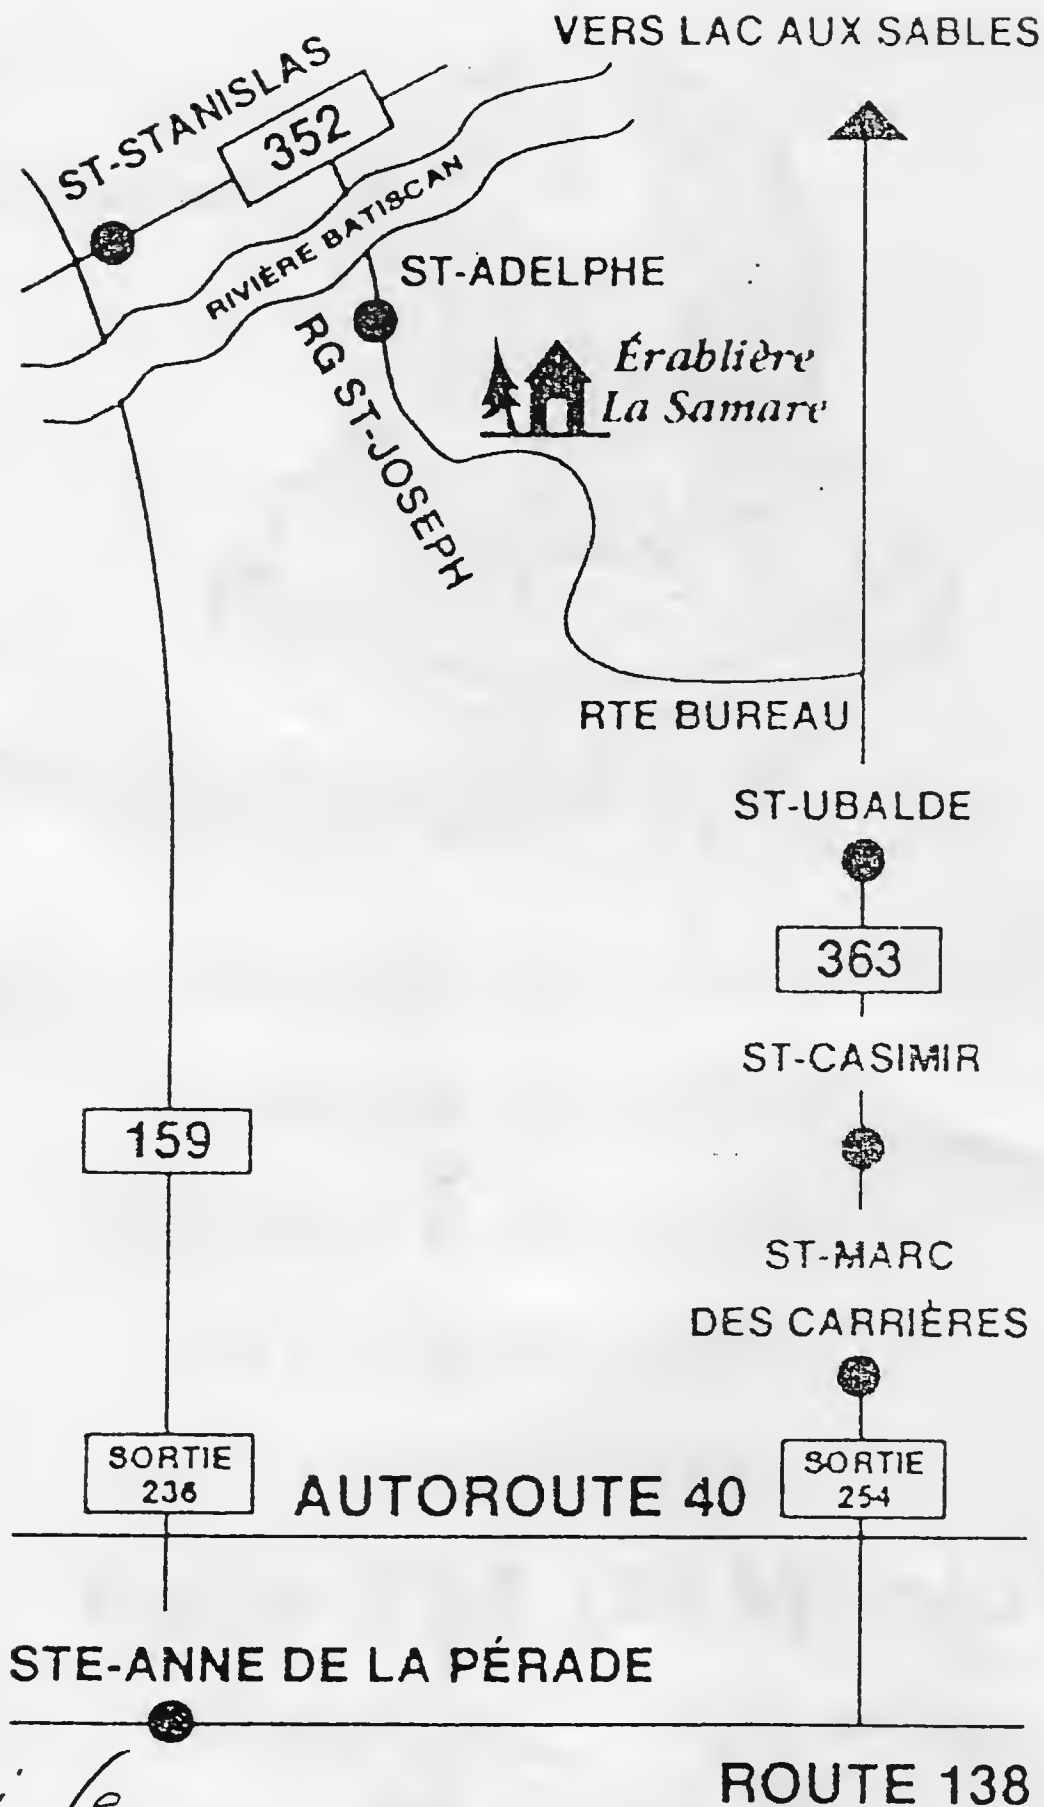 VERS LAC AUX SABLES
ST-STANISLAS
352
RIVIÈRE BATISCAN
ST-ADELPHE
RG ST-JOSEPH
Érablière
La Samare
RTE BUREAU
ST-UBALDE
363
ST-CASIMIR
159
ST-MARC
DES CARRIÈRES
SORTIE
236
AUTOROUTE 40
SORTIE
254
STE-ANNE DE LA PÉRADE
ROUTE 138